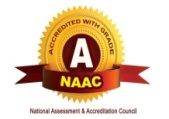 ACCREDITED WITH GRADE
A
NAAC
National Assessment & Accreditation Council